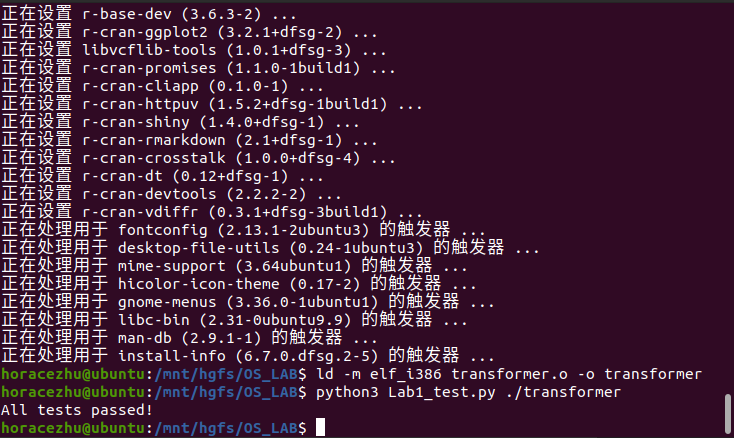 正在设置 r-base-dev (3.6.3-2) ...
正在设置 r-cran-ggplot2 (3.2.1+dfsg-2) ...
正在设置 libvcflib-tools (1.0.1+dfsg-3) ...
正在设置 r-cran-promises (1.1.0-1build1) ...
正在设置 r-cran-cliapp (0.1.0-1) ...
正在设置 r-cran-httpuv (1.5.2+dfsg-1build1) ...
正在设置 r-cran-shiny (1.4.0+dfsg-1) ...
正在设置 r-cran-rmarkdown (2.1+dfsg-1) ...
正在设置 r-cran-crosstalk (1.0.0+dfsg-4) ...
正在设置 r-cran-dt (0.12+dfsg-1) ...
正在设置 r-cran-devtools (2.2.2-2) ...
正在设置 r-cran-vdiffr (0.3.1+dfsg-3build1) ...
正在处理用于 fontconfig (2.13.1-2ubuntu3) 的触发器 ...
正在处理用于 desktop-file-utils (0.24-1ubuntu3) 的触发器 ...
正在处理用于 mime-support (3.64ubuntu1) 的触发器 ...
正在处理用于 hicolor-icon-theme (0.17-2) 的触发器 ...
正在处理用于 gnome-menus (3.36.0-1ubuntu1) 的触发器 ...
正在处理用于 libc-bin (2.31-0ubuntu9.9) 的触发器 ...
正在处理用于 man-db (2.9.1-1) 的触发器 ...
正在处理用于 install-info (6.7.0.dfsg.2-5) 的触发器 ...
horacezhu@ubuntu:/mnt/hgfs/OS_LAB$ ld -m elf_i386 transformer.o -o transformer
horacezhu@ubuntu:/mnt/hgfs/OS_LAB$ python3 Lab1_test.py ./transformer
All tests passed!
horacezhu@ubuntu:/mnt/hgfs/OS_LAB$